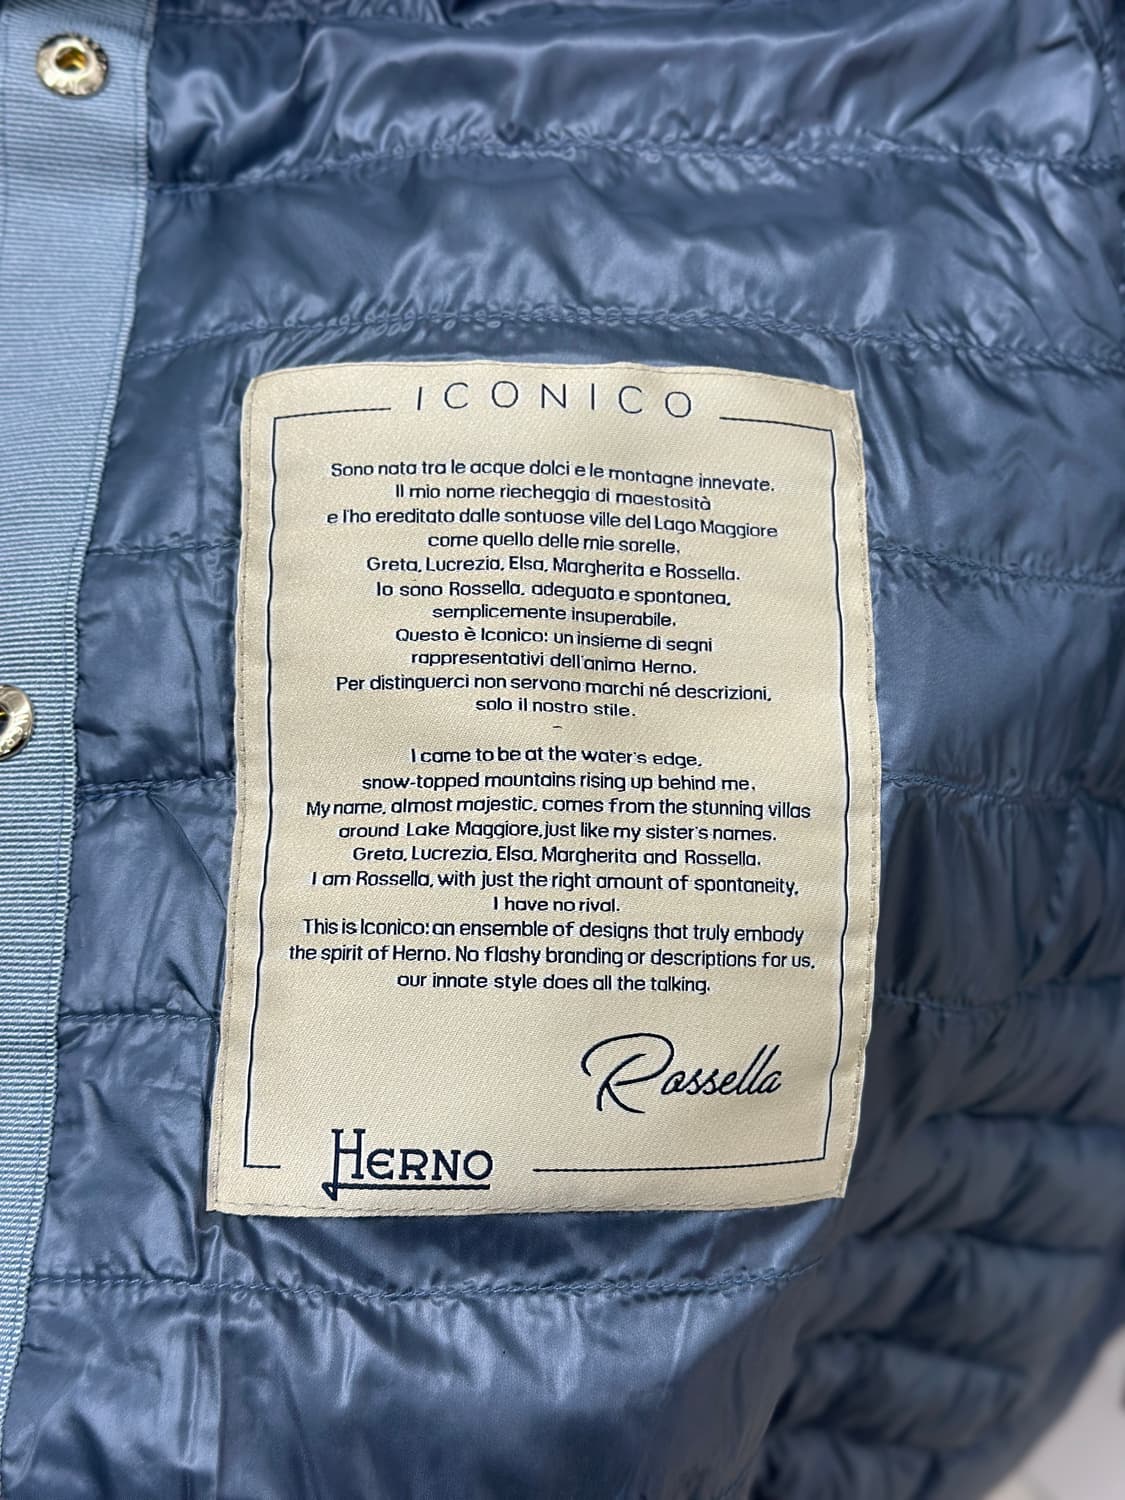 ICONICO
Sono nata tra le acque dolci e le montagne innevate.
Il mio nome riecheggia di maestosità
e l'ho ereditato dalle sontuose ville del Lago Maggiore
come quello delle mie sorelle.
Greta, Lucrezia, Elsa, Margherita e Rossella.
Io sono Rossella, adeguata e spontanea,
semplicemente insuperabile.
Questo è Iconico: un insieme di segni
rappresentativi dell'anima Herno.
Per distinguerci non servono marchi né descrizioni,
solo il nostro stile.
-
I came to be at the water's edge,
snow-topped mountains rising up behind me.
My name, almost majestic, comes from the stunning villas
around Lake Maggiore, just like my sister's names.
Greta, Lucrezia, Elsa, Margherita and Rossella.
I am Rossella, with just the right amount of spontaneity,
I have no rival.
This is Iconico: an ensemble of designs that truly embody
the spirit of Herno. No flashy branding or descriptions for us,
our innate style does all the talking.
Rossella
HERNO